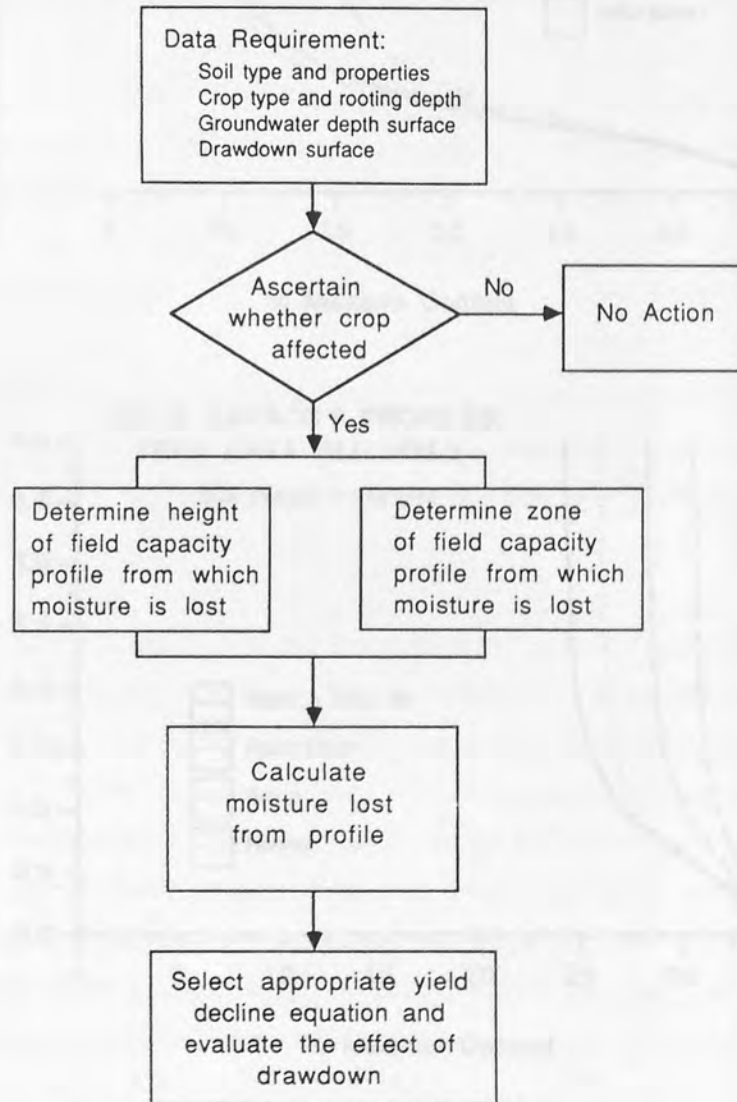 Data Requirement:
Soil type and properties
Crop type and rooting depth
Groundwater depth surface
Drawdown surface
Ascertain
whether crop
affected
No
No Action
Yes
Determine height
of field capacity
profile from which
moisture is lost
Determine zone
of field capacity
profile from which
moisture is lost
Calculate
moisture lost
from profile
Select appropriate yield
decline equation and
evaluate the effect of
drawdown